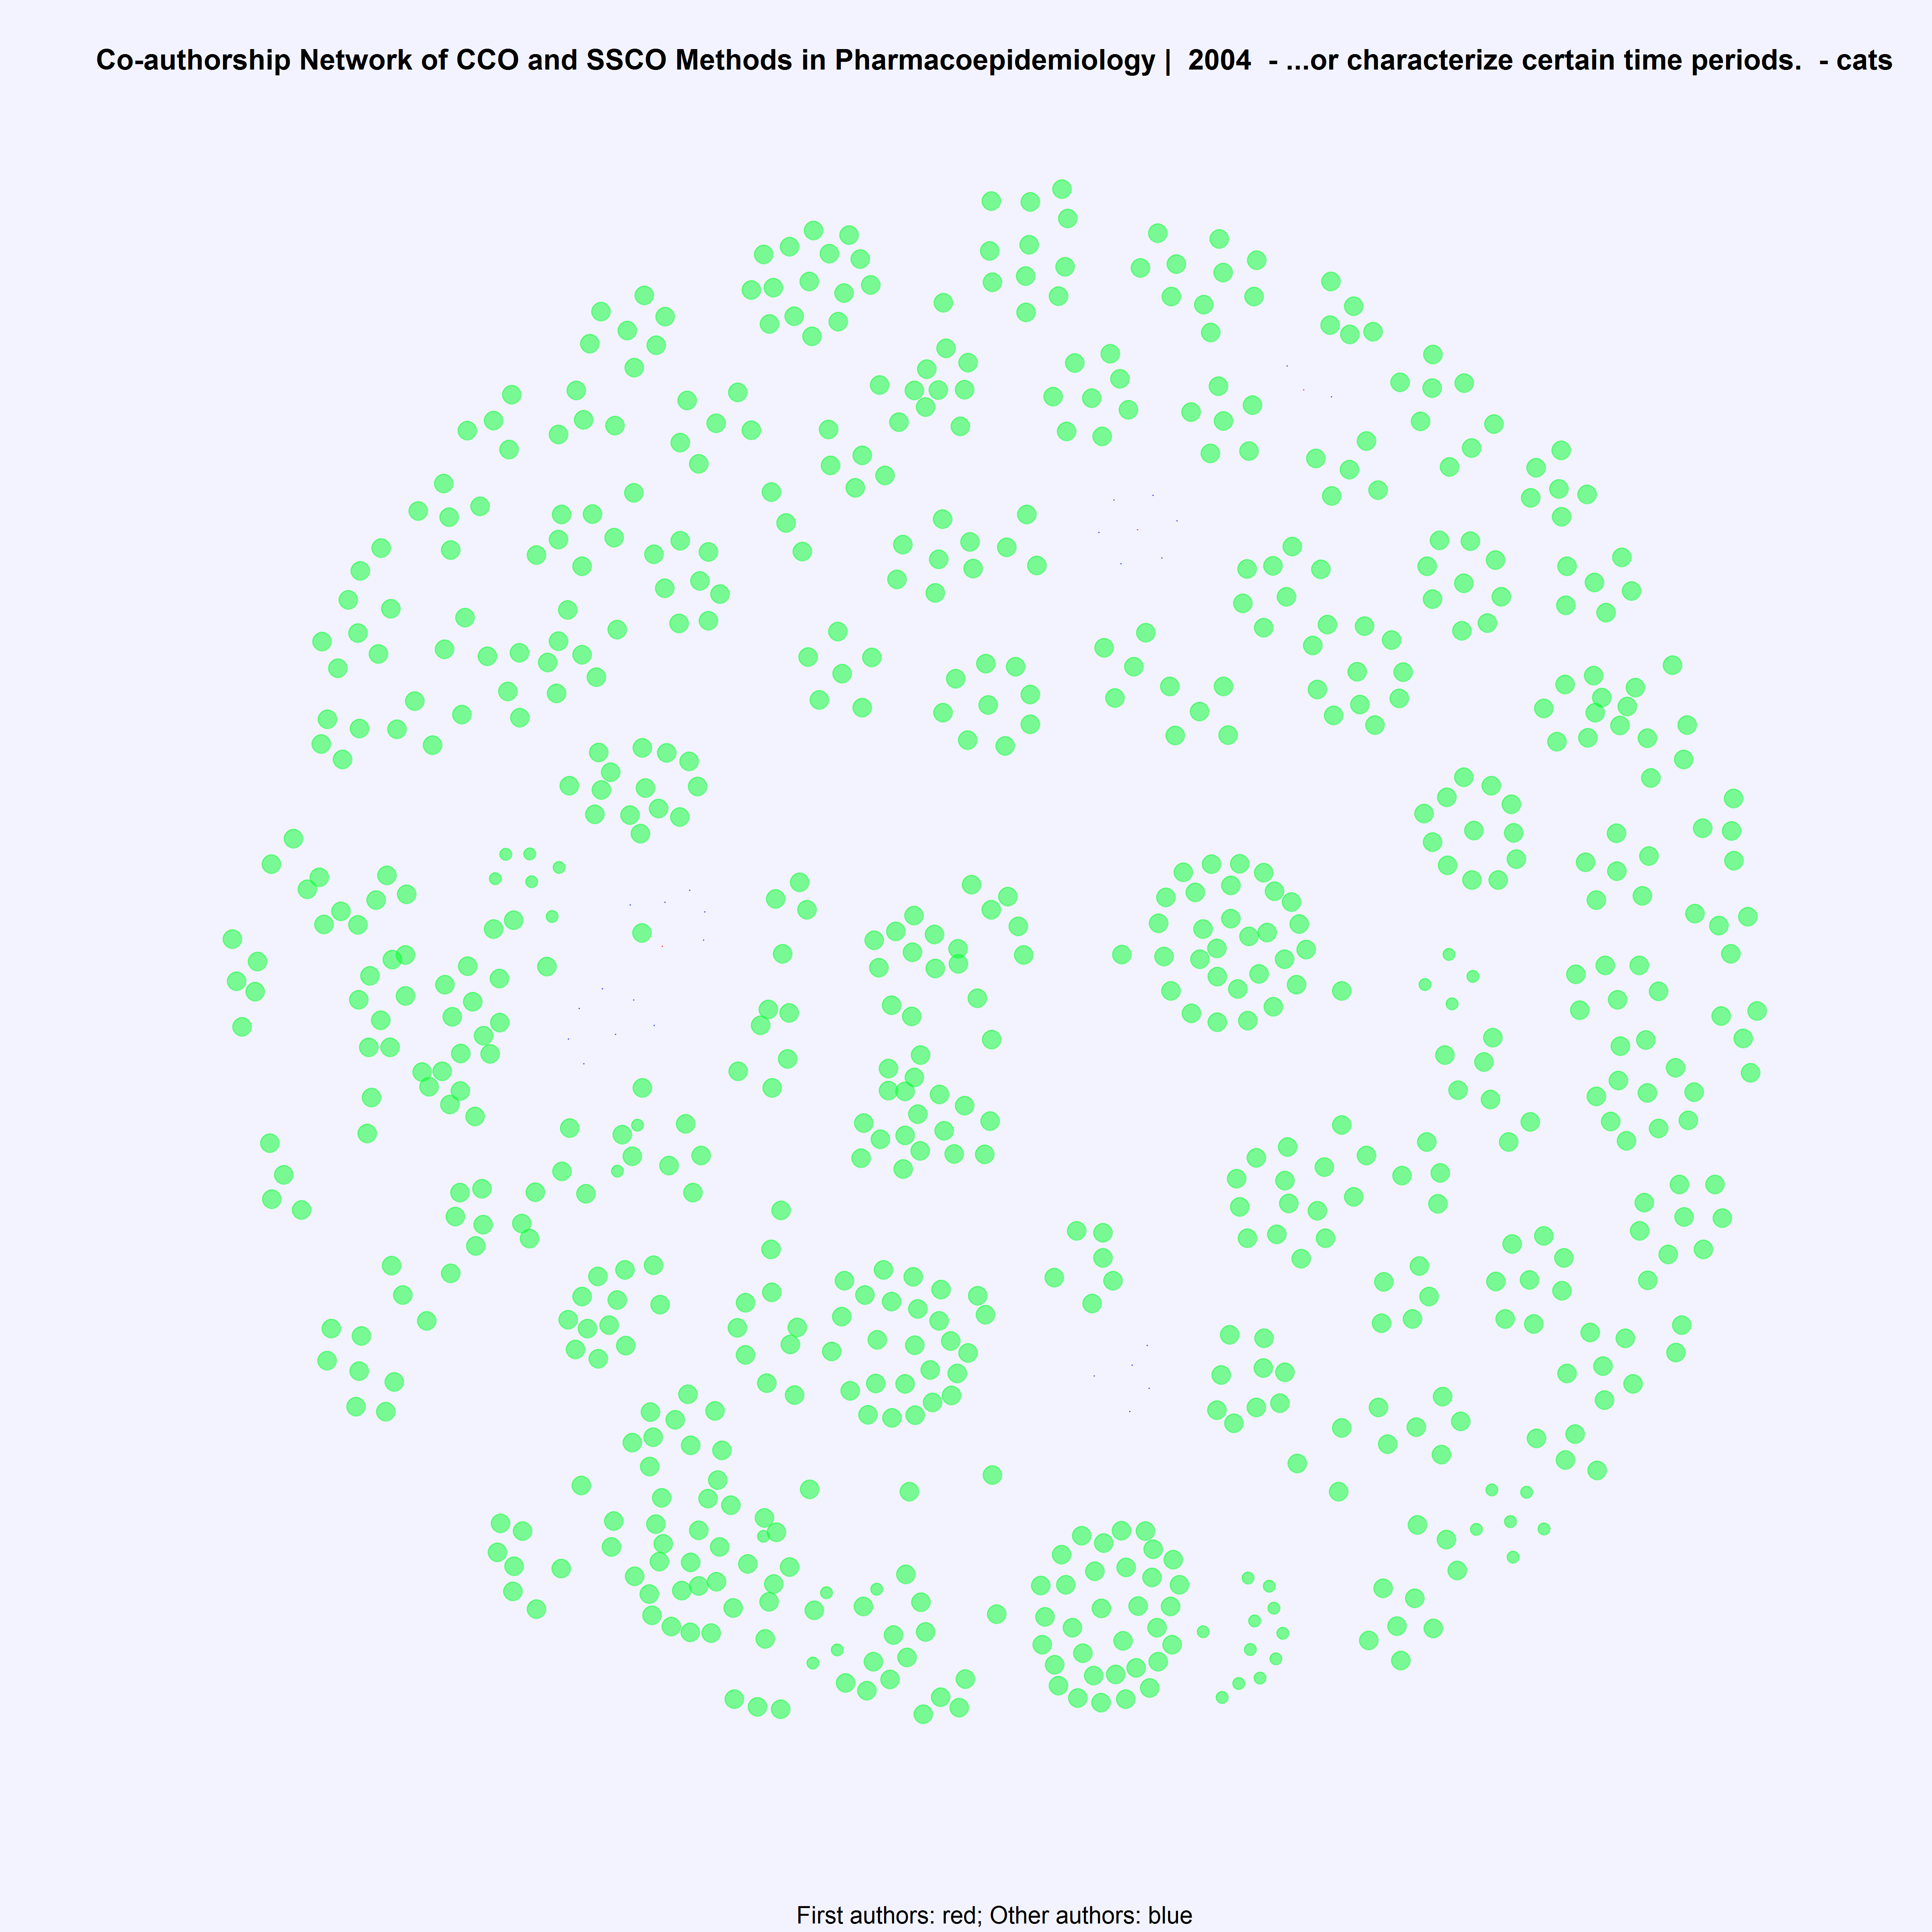 Co-authorship Network of CCO and SSCO Methods in Pharmacoepidemiology | 2004 - ...or characterize certain time periods. - cats
First authors: red; Other authors: blue